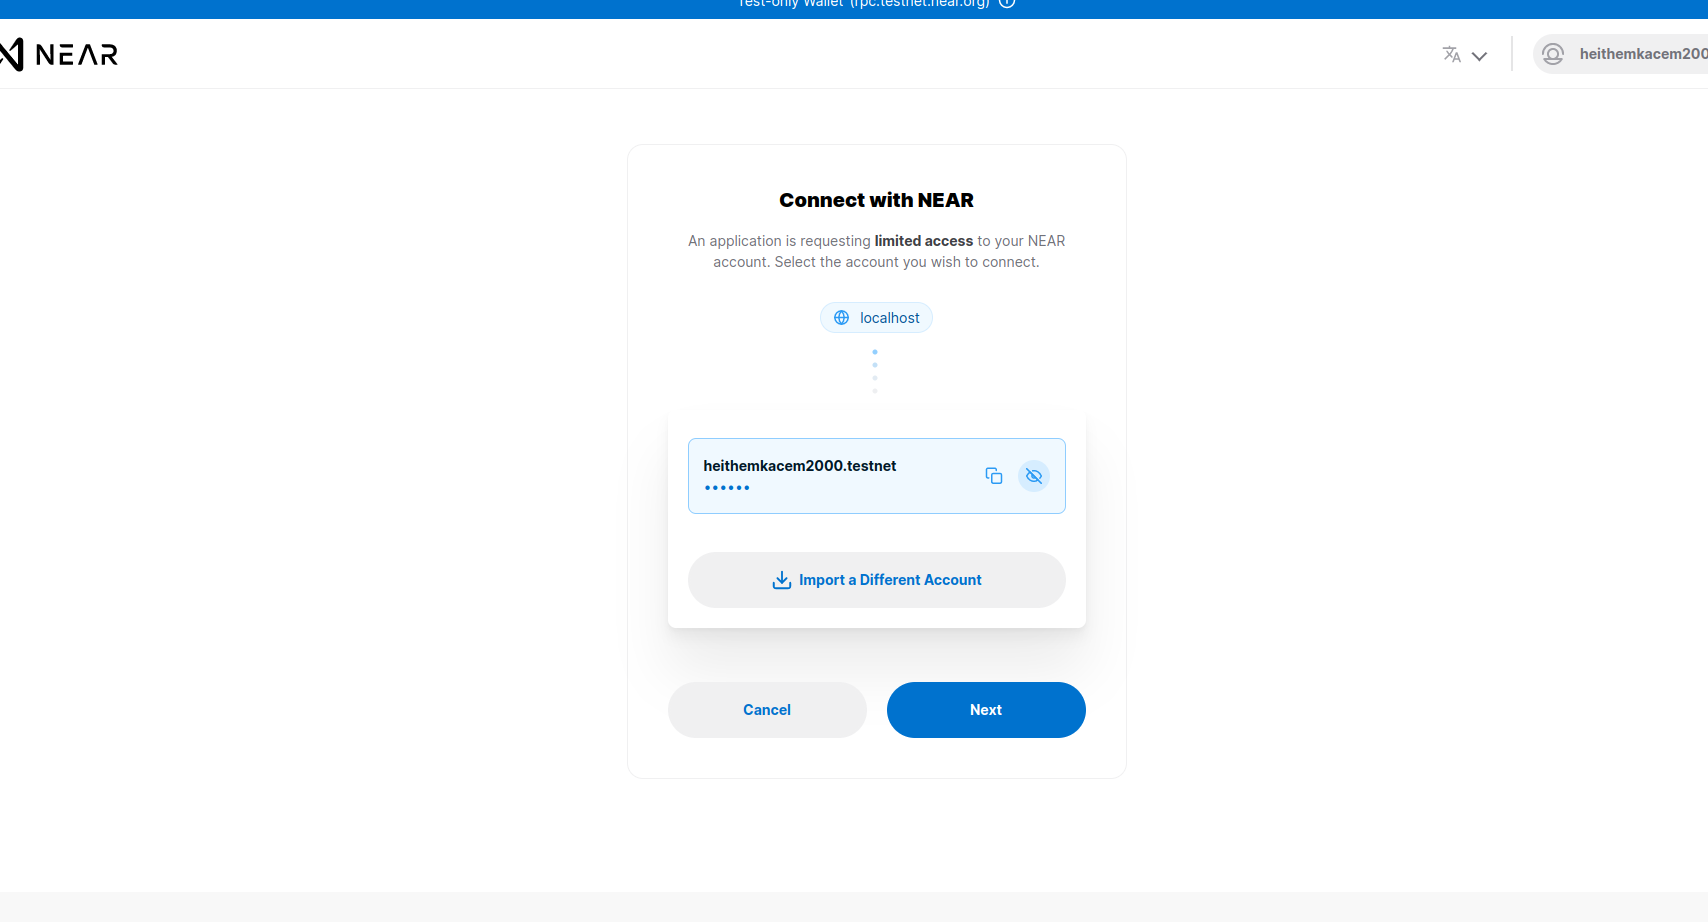 Test-only Wallet (rpc.testnet.near.org)
NEAR
heithemkacem200
Connect with NEAR
An application is requesting limited access to your NEAR
account. Select the account you wish to connect.
localhost
heithemkacem2000.testnet
••••••
Import a Different Account
Cancel
Next